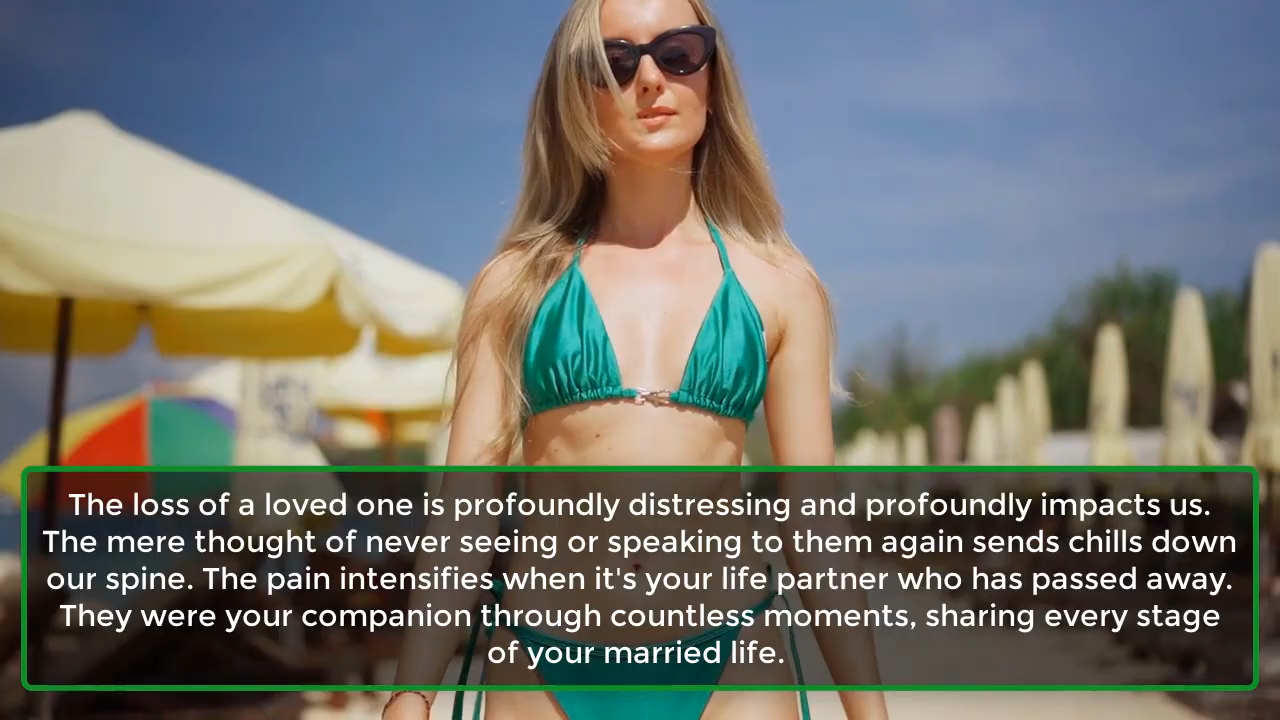 The loss of a loved one is profoundly distressing and profoundly impacts us.
The mere thought of never seeing or speaking to them again sends chills down
our spine. The pain intensifies when it's your life partner who has passed away.
They were your companion through countless moments, sharing every stage
of your married life.